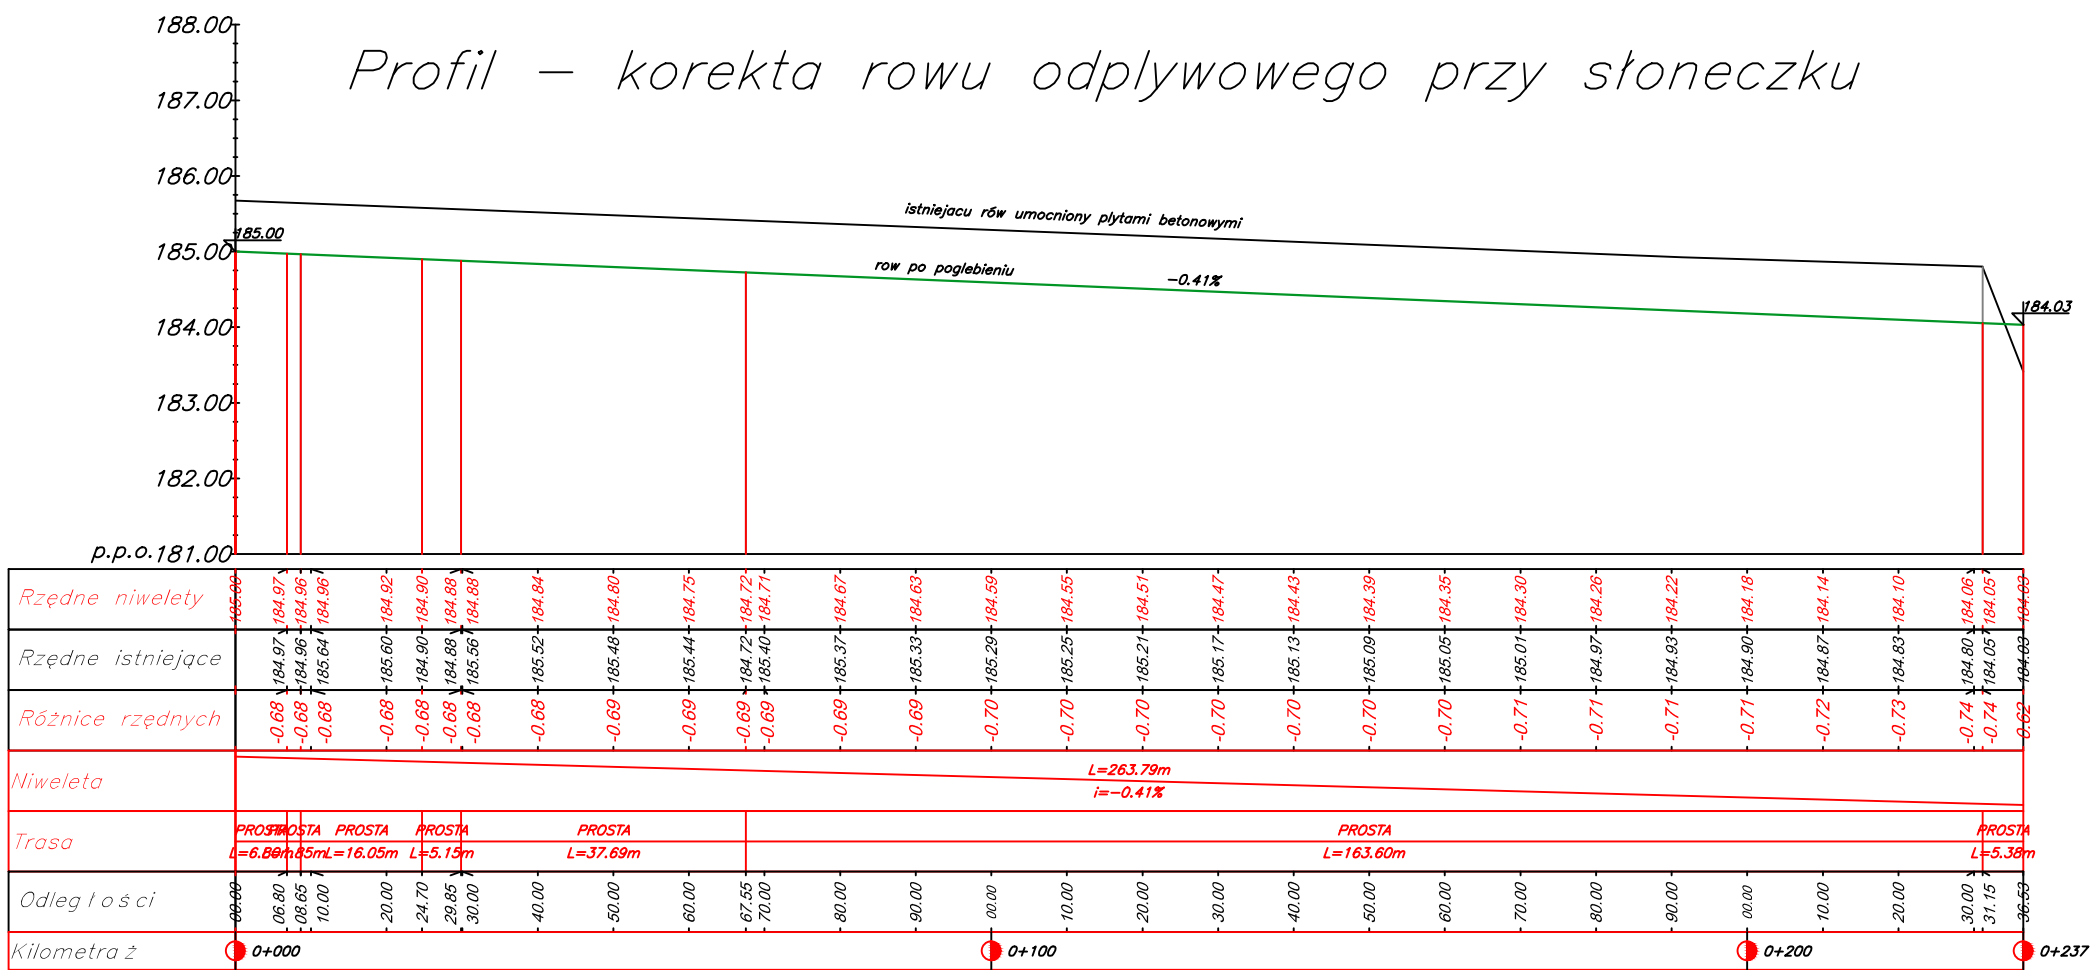 Profil – korekta rowu odplywowego przy słoneczku
188.00
187.00
186.00
185.00
184.00
183.00
182.00
p.p.o.181.00
185.00
istniejacu rów umocniony plytami betonowymi
row po poglebieniu
-0.41%
184.03
Rzędne niwelety 185.00 184.97 184.96 184.96 184.92 184.90 184.88 184.88 184.84 184.80 184.75 184.72 184.71 184.67 184.63 184.59 184.55 184.51 184.47 184.43 184.39 184.35 184.30 184.26 184.22 184.18 184.14 184.10 184.06 184.05 184.03
Rzędne istniejące 184.97 184.96 185.64 185.60 184.90 184.88 185.56 185.52 185.48 185.44 184.72 185.40 185.37 185.33 185.29 185.25 185.21 185.17 185.13 185.09 185.05 185.01 184.97 184.93 184.90 184.87 184.83 184.80 184.05 184.03
Różnice rzędnych -0.68 -0.68 -0.68 -0.68 -0.68 -0.68 -0.68 -0.68 -0.69 -0.69 -0.69 -0.69 -0.69 -0.69 -0.70 -0.70 -0.70 -0.70 -0.70 -0.70 -0.70 -0.71 -0.71 -0.71 -0.71 -0.72 -0.73 -0.74 -0.74 0.62
Niweleta
L=263.79m
i=-0.41%
Trasa
PROSTA PROSTA PROSTA PROSTA PROSTA PROSTA PROSTA
L=16.05m L=5.15m L=37.69m L=163.60m L=5.38m
Odległości 00.00 06.80 08.65 10.00 20.00 24.70 29.85 30.00 40.00 50.00 60.00 67.55 70.00 80.00 90.00 00.00 10.00 20.00 30.00 40.00 50.00 60.00 70.00 80.00 90.00 00.00 10.00 20.00 30.00 31.15 36.53
Kilometraż 0+000 0+100 0+200 0+237